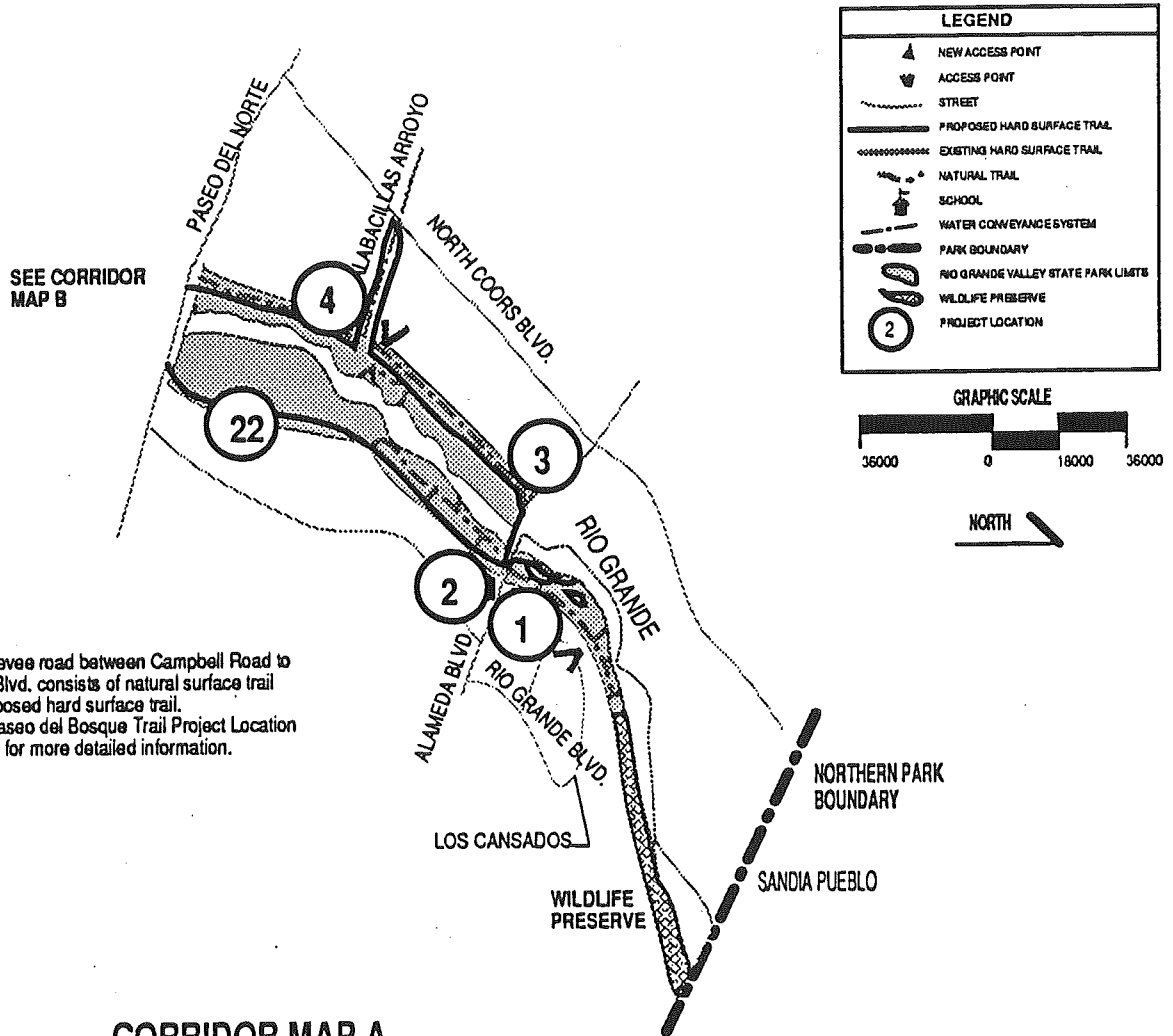 LEGEND
NEW ACCESS POINT
ACCESS POINT
STREET
PROPOSED HARD SURFACE TRAIL
EXISTING HARD SURFACE TRAIL
NATURAL TRAIL
SCHOOL
WATER CONVEYANCE SYSTEM
PARK BOUNDARY
RIO GRANDE VALLEY STATE PARK LIMITS
WILDLIFE PRESERVE
2
PROJECT LOCATION
GRAPHIC SCALE
36000
0
18000
36000
NORTH
PASEO DEL NORTE
LABACILLAS ARROYO
NORTH COORS BLVD.
SEE CORRIDOR
MAP B
4
22
3
RIO GRANDE
2
1
ALAMEDA BLVD
RIO GRANDE BLVD.
evee road between Campbell Road to
Blvd. consists of natural surface trail
posed hard surface trail.
aseo del Bosque Trail Project Location
for more detailed information.
LOS CANSADOS
NORTHERN PARK
BOUNDARY
SANDIA PUEBLO
WILDLIFE
PRESERVE
CORRIDOR MAP A